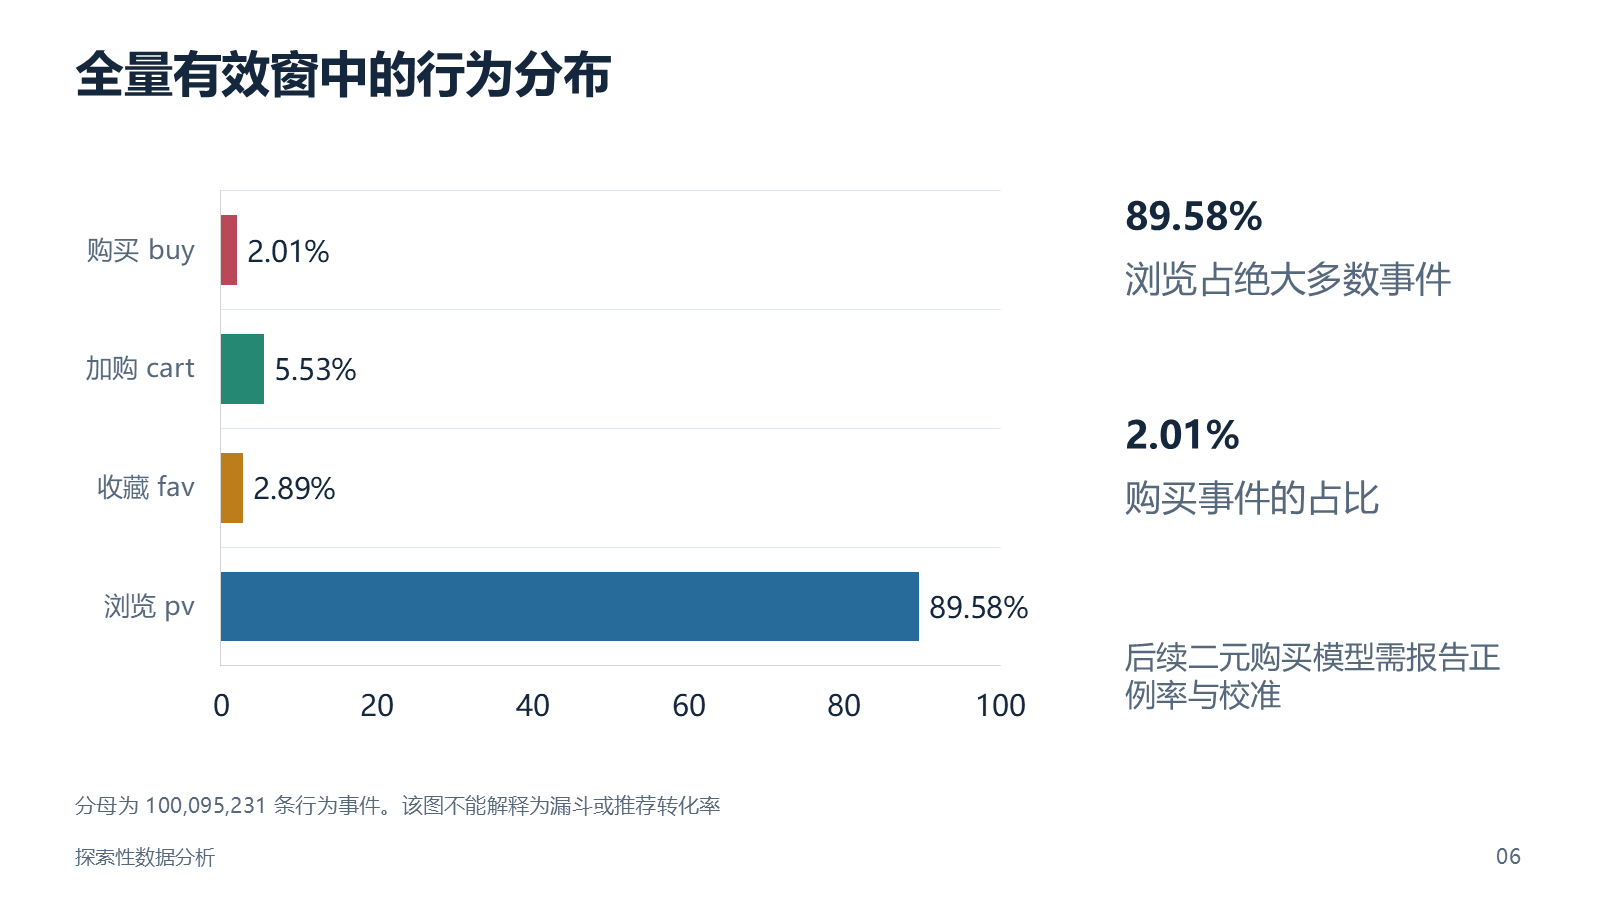 全量有效窗中的行为分布
购买 buy
2.01%
加购 cart
5.53%
收藏 fav
2.89%
浏览 pv
89.58%
0 20 40 60 80 100
89.58%
浏览占绝大多数事件
2.01%
购买事件的占比
后续二元购买模型需报告正
例率与校准
分母为 100,095,231 条行为事件。该图不能解释为漏斗或推荐转化率
探索性数据分析
06